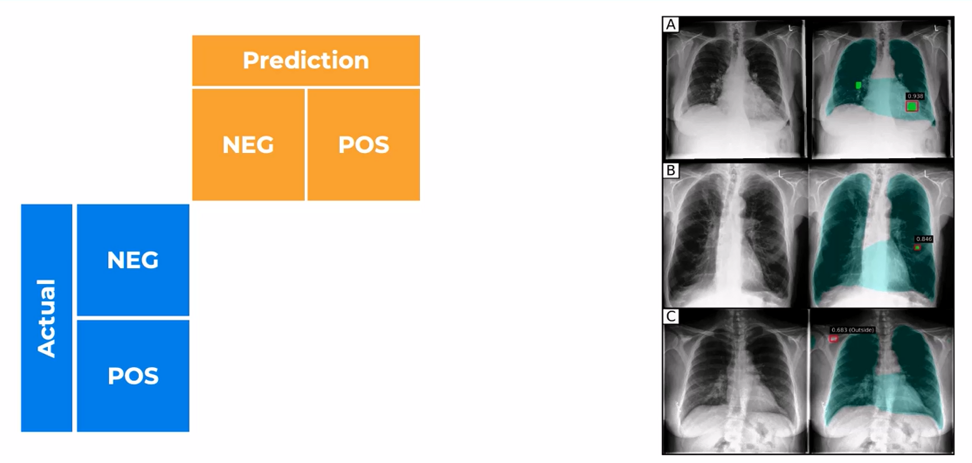 Prediction
NEG
POS
Actual
NEG
POS
A
L
L
0.938
B
L
L
0.846
C
0.683 (Outside)